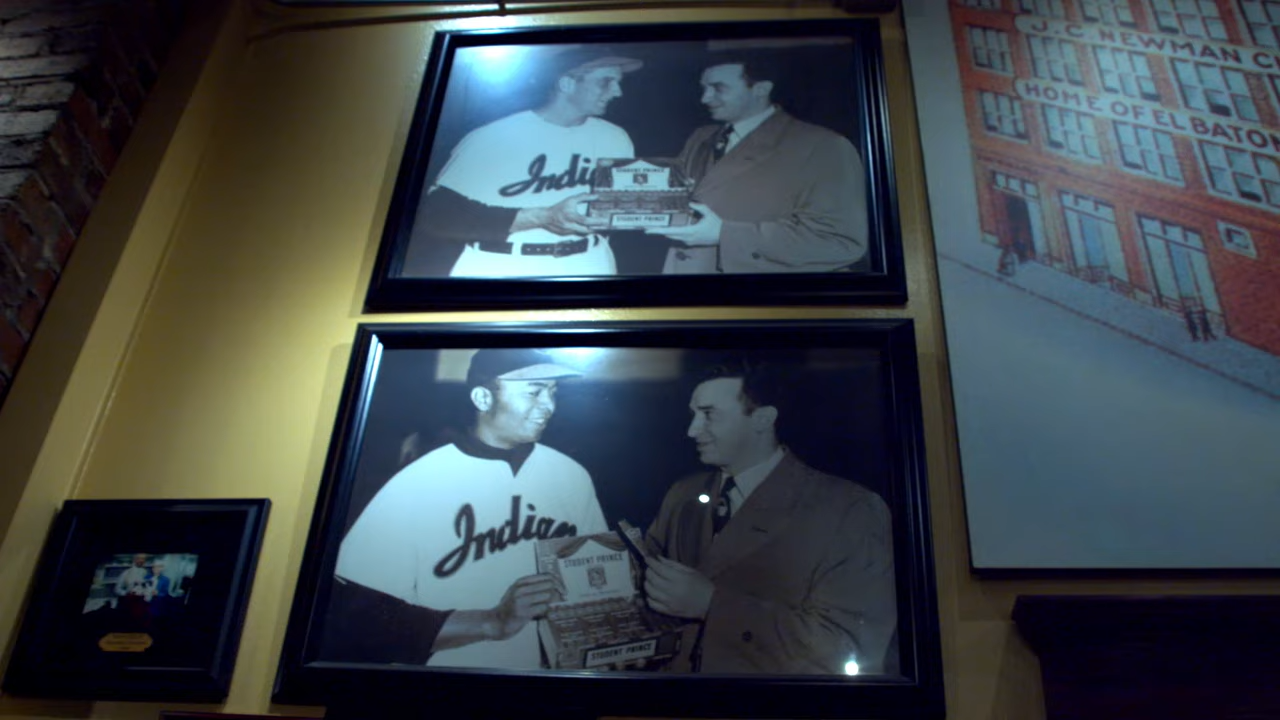 Indi
STUDENT PRINCE
STUDENT PRINCE
J.C. NEWMAN C
HOME OF EL BATON
Indian
STUDENT PRINCE
STUDENT PRINCE